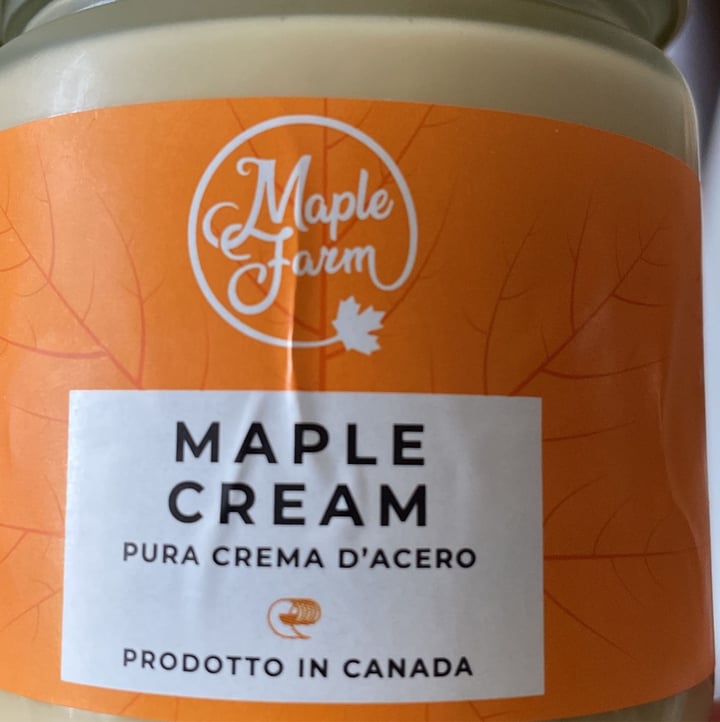 Maple
Farm
MAPLE
CREAM
PURA CREMA D'ACERO
PRODOTTO IN CANADA